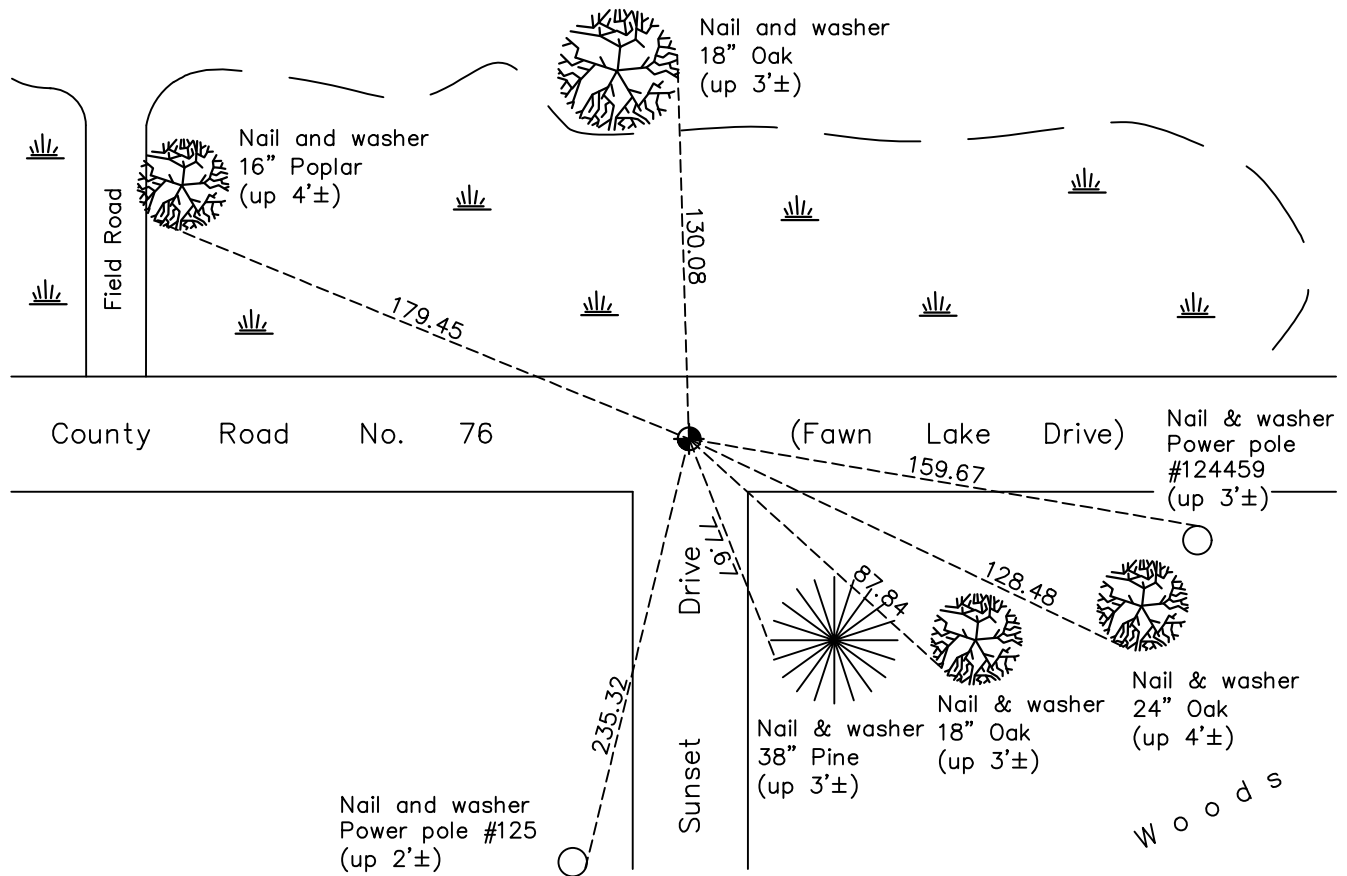 Nail and washer
18” Oak
(up 3’±)
Nail and washer
16” Poplar
(up 4’±)
Field Road
130.08
179.45
County Road No. 76 (Fawn Lake Drive)
Nail & washer
Power pole
#124459
(up 3’±)
159.67
77.67
87.84
128.48
235.32
Sunset Drive
Nail & washer
24” Oak
(up 4’±)
Nail & washer
18” Oak
(up 3’±)
Nail & washer
38” Pine
(up 3’±)
Woods
Nail and washer
Power pole #125
(up 2’±)